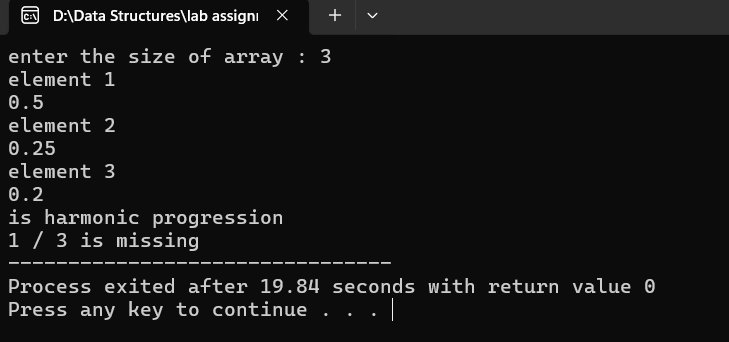 D:\Data Structures\lab assigni
enter the size of array : 3
element 1
0.5
element 2
0.25
element 3
0.2
is harmonic progression
1 / 3 is missing
--------------------------------
Process exited after 19.84 seconds with return value 0
Press any key to continue . . .